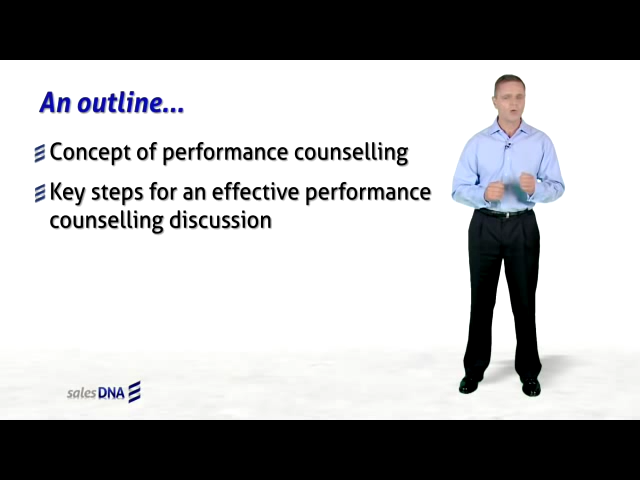 An outline...
Concept of performance counselling
Key steps for an effective performance
counselling discussion
salesDNA